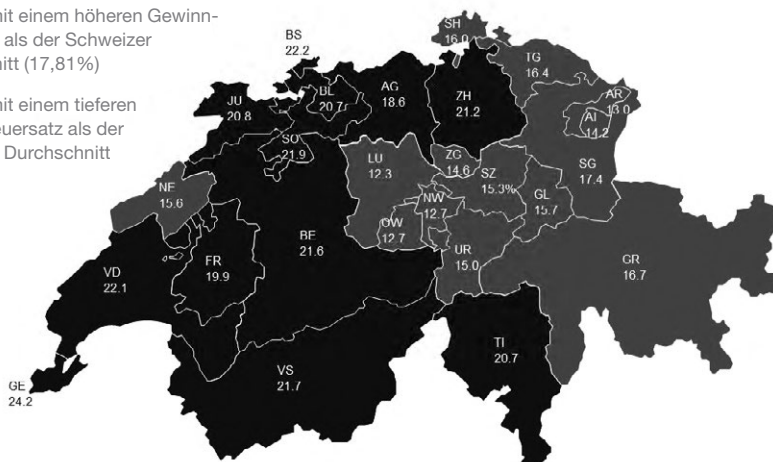 mit einem höheren Gewinn-
als der Schweizer
nitt (17,81%)
mit einem tieferen
euersatz als der
Durchschnitt
BS
22.2
SH
16.0
TG
16.4
JU
20.8
BL
20.7
AG
18.6
ZH
21.2
AR
13.0
AI
14.2
SO
21.9
LU
12.3
ZG
14.6
SZ
15.3%
SG
17.4
NE
15.6
NW
12.7
GL
15.7
OW
12.7
BE
21.6
UR
15.0
FR
19.9
GR
16.7
VD
22.1
TI
20.7
VS
21.7
GE
24.2